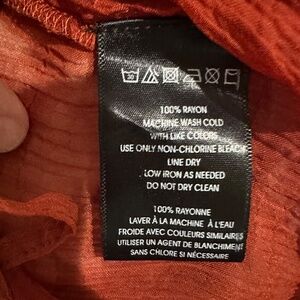 30
100% RAYON
MACHINE WASH COLD
WITH LIKE COLORS
USE ONLY NON-CHLORINE BLEACH
LINE DRY
LOW IRON AS NEEDED
DO NOT DRY CLEAN
100% RAYONNE
LAVER À LA MACHINE À L'EAU
FROIDE AVEC COULEURS SIMILAIRES
UTILISER UN AGENT DE BLANCHIMENT
SANS CHLORE SI NÉCESSAIRE